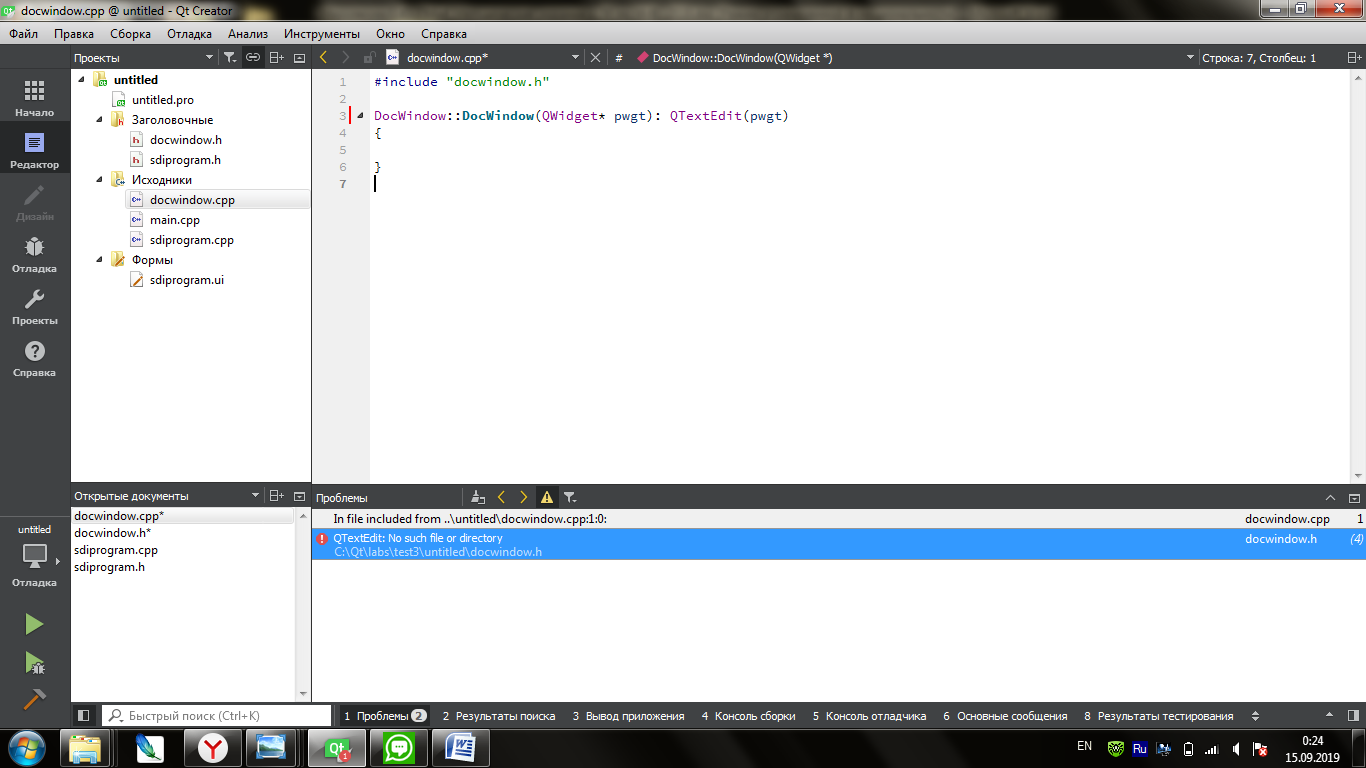 docwindow.cpp @ untitled - Qt Creator
Файл Правка Сборка Отладка Анализ Инструменты Окно Справка
Проекты docwindow.cpp* # DocWindow::DocWindow(QWidget *) Строка: 7, Столбец: 1
Начало
Редактор
Дизайн
Отладка
Проекты
Справка
untitled
untitled.pro
Заголовочные
docwindow.h
sdiprogram.h
Исходники
docwindow.cpp
main.cpp
sdiprogram.cpp
Формы
sdiprogram.ui
1 #include "docwindow.h"
2
3 DocWindow::DocWindow(QWidget* pwgt): QTextEdit(pwgt)
4 {
5
6 }
7
Открытые документы
docwindow.cpp*
docwindow.h*
sdiprogram.cpp
sdiprogram.h
Проблемы
In file included from ..\untitled\docwindow.cpp:1:0: docwindow.cpp 1
QTextEdit: No such file or directory docwindow.h (4)
C:\Qt\labs\test3\untitled\docwindow.h
untitled
Отладка
Быстрый поиск (Ctrl+K) 1 Проблемы 2 2 Результаты поиска 3 Вывод приложения 4 Консоль сборки 5 Консоль отладчика 6 Основные сообщения 8 Результаты тестирования
EN Ru 0:24
15.09.2019